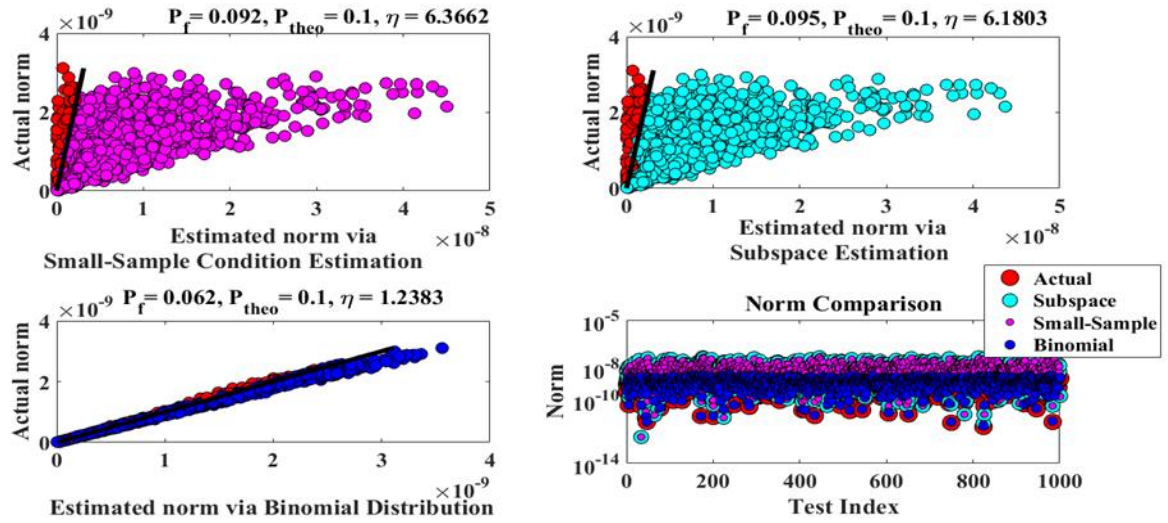 ×10⁻⁹ P_f = 0.092, P_theo = 0.1, η = 6.3662
4
2
0
Actual norm
0 1 2 3 4 5
×10⁻⁸
Estimated norm via
Small-Sample Condition Estimation
×10⁻⁹ P_f = 0.095, P_theo = 0.1, η = 6.1803
4
2
0
Actual norm
0 1 2 3 4 5
×10⁻⁸
Estimated norm via
Subspace Estimation
×10⁻⁹ P_f = 0.062, P_theo = 0.1, η = 1.2383
4
2
0
Actual norm
0 1 2 3 4
×10⁻⁹
Estimated norm via Binomial Distribution
Norm Comparison
Actual
Subspace
Small-Sample
Binomial
10⁻⁵
10⁻⁸
10⁻¹⁰
10⁻¹⁴
Norm
0 200 400 600 800 1000
Test Index